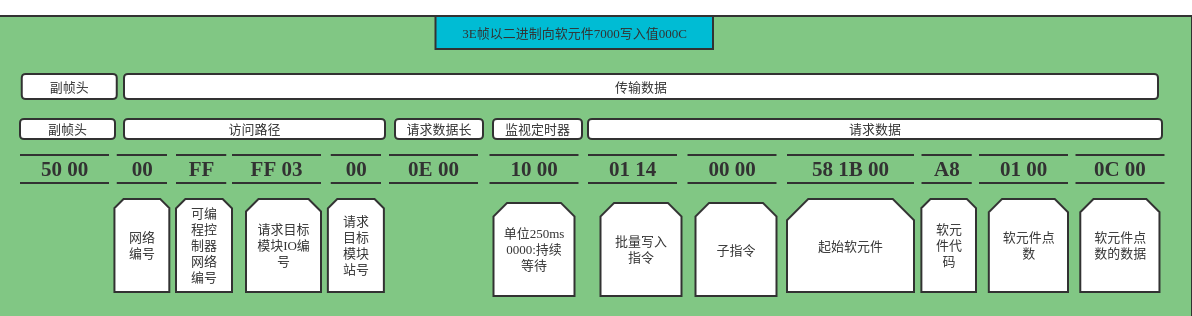 3E帧以二进制向软元件7000写入值000C
副帧头 传输数据
副帧头 访问路径 请求数据长 监视定时器 请求数据
50 00 00 FF FF 03 00 0E 00 10 00 01 14 00 00 58 1B 00 A8 01 00 0C 00
网络
编号
可编
程控
制器
网络
编号
请求目标
模块IO编
号
请求
目标
模块
站号
单位250ms
0000:持续
等待
批量写入
指令
子指令
起始软元件
软元
件代
码
软元件点
数
软元件点
数的数据